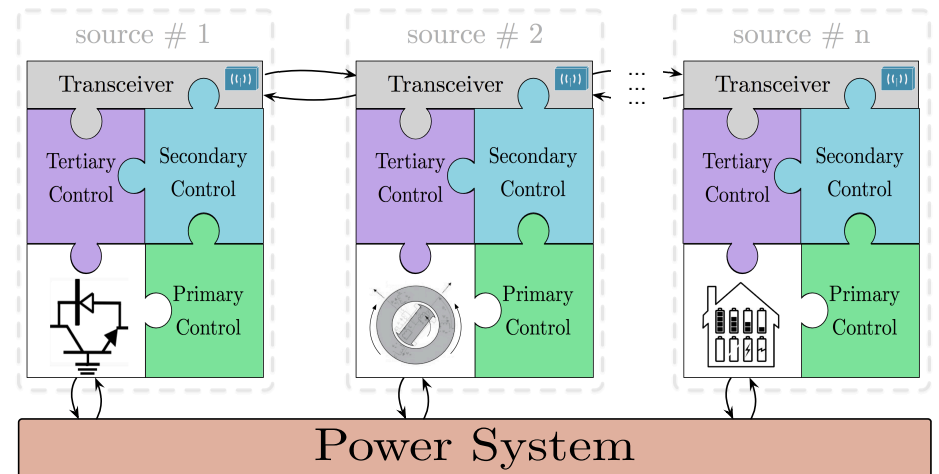 source # 1
source # 2
source # n
Transceiver
Transceiver
...
...
...
Transceiver
Tertiary
Control
Secondary
Control
Tertiary
Control
Secondary
Control
Tertiary
Control
Secondary
Control
Primary
Control
Primary
Control
Primary
Control
Power System